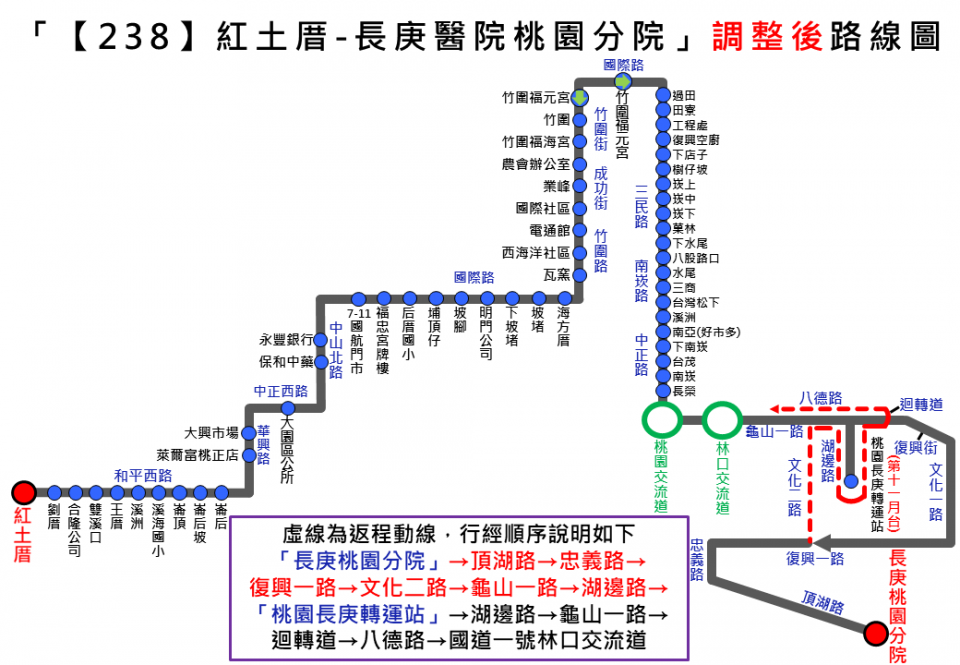 「【238】紅土厝-長庚醫院桃園分院」調整後路線圖
國際路
竹圍福元宮
竹圍
竹圍福海宮
農會辦公室
業峰
國際社區
電通館
西海洋社區
瓦窯
竹圍街
成功街
竹圍路
竹圍福元宮
過田
田寮
工程處
復興空廚
下店子
樹仔坡
崁上
崁中
崁下
菓林
下水尾
八股路口
水尾
三商
台灣松下
溪洲
南亞(好市多)
下南崁
台茂
南崁
長榮
三民路
南崁路
中正路
國際路
7-11國航門市
福忠宮牌樓
后厝國小
埔頂仔
坡腳
明門公司
下坡堵
坡堵
海方厝
永豐銀行
保和中藥
中山北路
中正西路
大園區公所
大興市場
萊爾富桃正店
華興路
和平西路
紅土厝
劉厝
合隆公司
雙溪口
王厝
溪洲
溪海國小
崙頂
崙后坡
崙后
桃園交流道
林口交流道
八德路
迴轉道
龜山一路
湖邊路
文化二路
桃園長庚轉運站
(第十一月台)
復興街
文化一路
復興一路
忠義路
頂湖路
長庚桃園分院
虛線為返程動線，行經順序說明如下
「長庚桃園分院」→頂湖路→忠義路→
復興一路→文化二路→龜山一路→湖邊路→
「桃園長庚轉運站」→湖邊路→龜山一路→
迴轉道→八德路→國道一號林口交流道